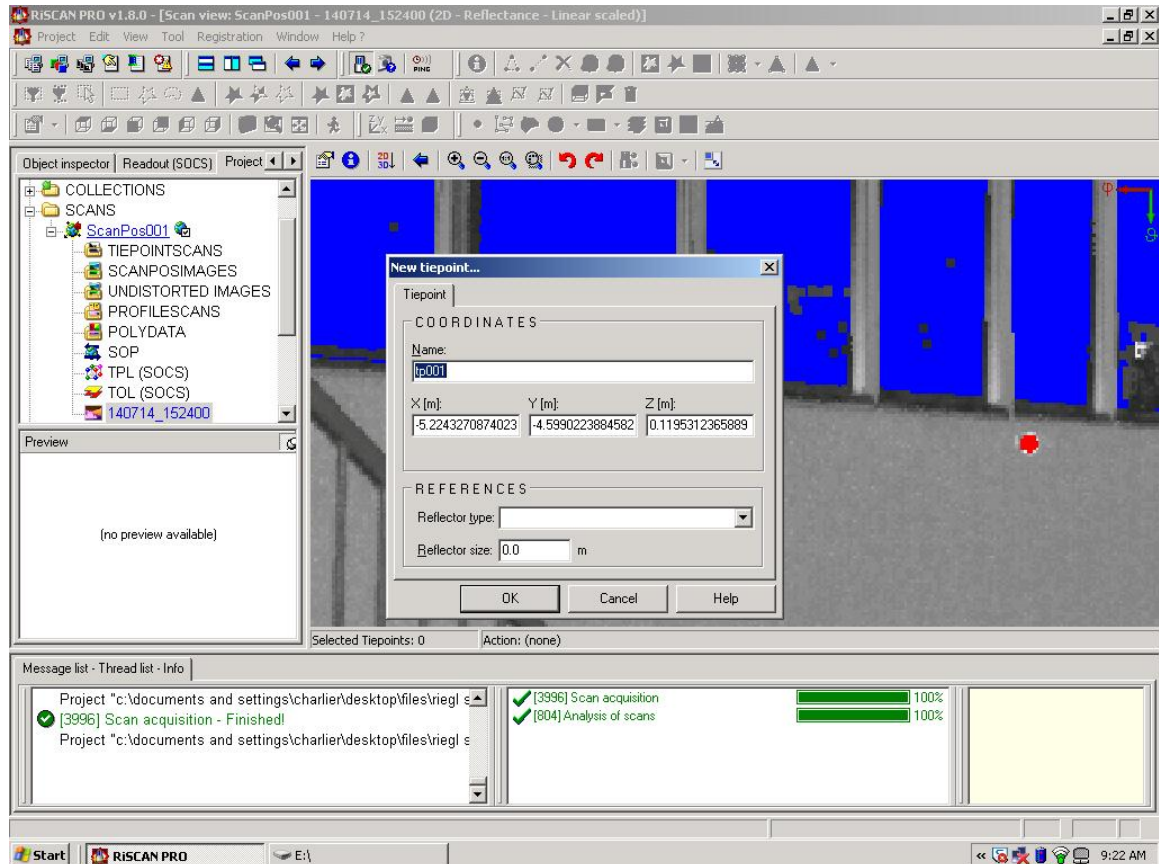 RiSCAN PRO v1.8.0 - [Scan view: ScanPos001 - 140714_152400 (2D - Reflectance - Linear scaled)]
Project Edit View Tool Registration Window Help ?
PING
Object inspector Readout (SOCS) Project
2D
3D
COLLECTIONS
SCANS
ScanPos001
TIEPOINTSCANS
SCANPOSIMAGES
UNDISTORTED IMAGES
PROFILESCANS
POLYDATA
SOP
TPL (SOCS)
TOL (SOCS)
140714_152400
φ
ϑ
New tiepoint...
Tiepoint
COORDINATES
Name:
tp001
X [m]: Y [m]: Z [m]:
-5.2243270874023 -4.5990223884582 0.1195312365889
REFERENCES
Reflector type:
Reflector size: 0.0 m
OK Cancel Help
Preview
(no preview available)
Selected Tiepoints: 0 Action: (none)
Message list - Thread list - Info
Project "c:\documents and settings\charlier\desktop\files\riegl s
[3996] Scan acquisition - Finished!
Project "c:\documents and settings\charlier\desktop\files\riegl s
[3996] Scan acquisition 100%
[804] Analysis of scans 100%
Start RiSCAN PRO E:\ « 9:22 AM